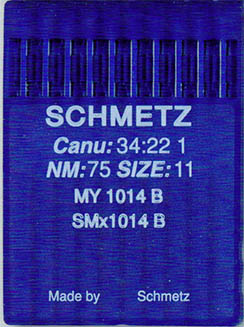 SCHMETZ
Canu: 34:22 1
NM:75 SIZE:11
MY 1014 B
SMx1014 B
Made by Schmetz